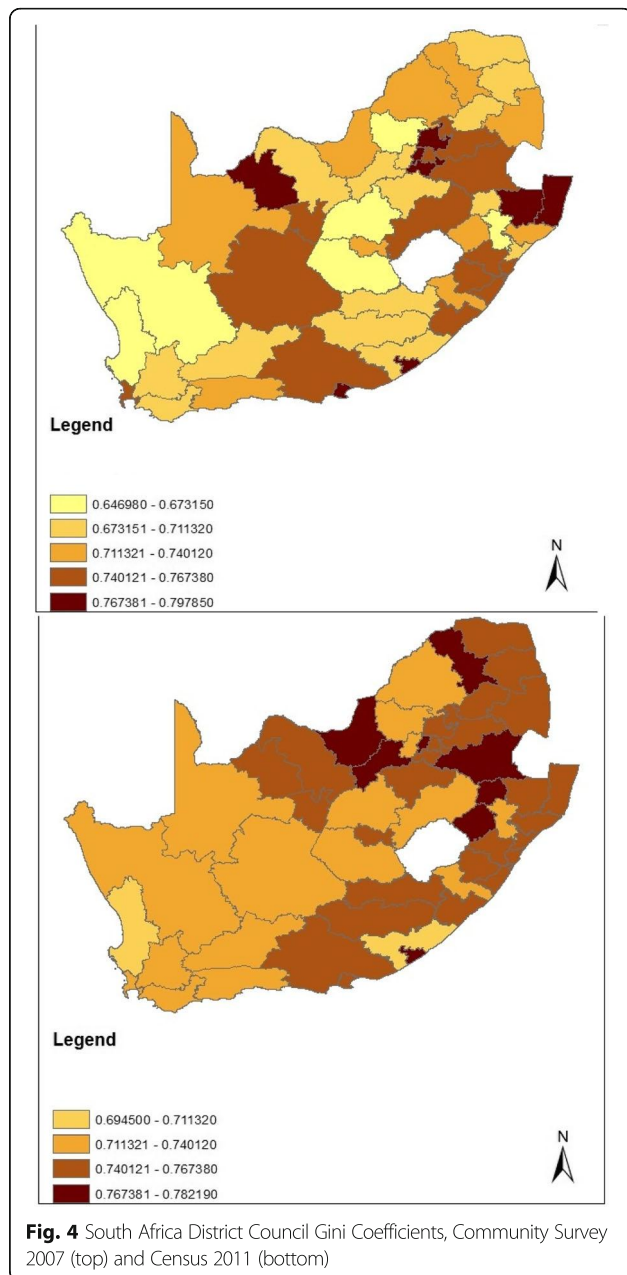 Legend
0.646980 - 0.673150
0.673151 - 0.711320
0.711321 - 0.740120
0.740121 - 0.767380
0.767381 - 0.797850
N
Legend
0.694500 - 0.711320
0.711321 - 0.740120
0.740121 - 0.767380
0.767381 - 0.782190
N
Fig. 4 South Africa District Council Gini Coefficients, Community Survey
2007 (top) and Census 2011 (bottom)